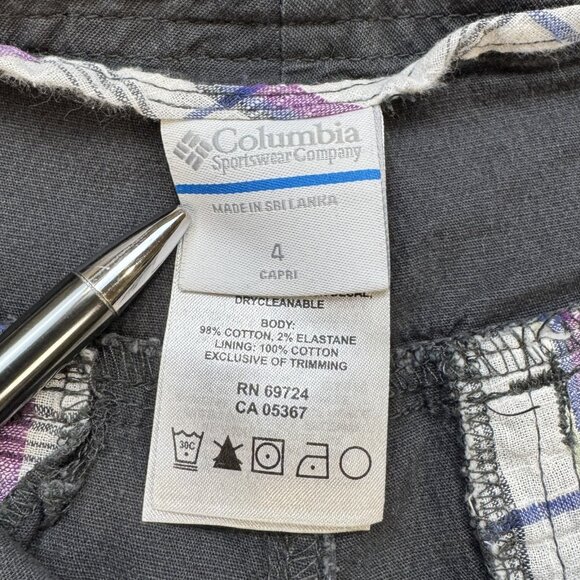 Columbia
Sportswear Company
MADE IN SRI LANKA
4
CAPRI
DRYCLEANABLE
BODY:
98% COTTON, 2% ELASTANE
LINING: 100% COTTON
EXCLUSIVE OF TRIMMING
RN 69724
CA 05367
30C